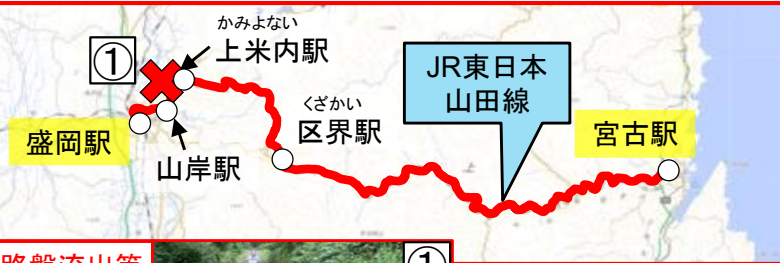 かみよない
上米内駅
①
JR東日本
山田線
くざかい
区界駅
宮古駅
盛岡駅
山岸駅
路盤流出等
①